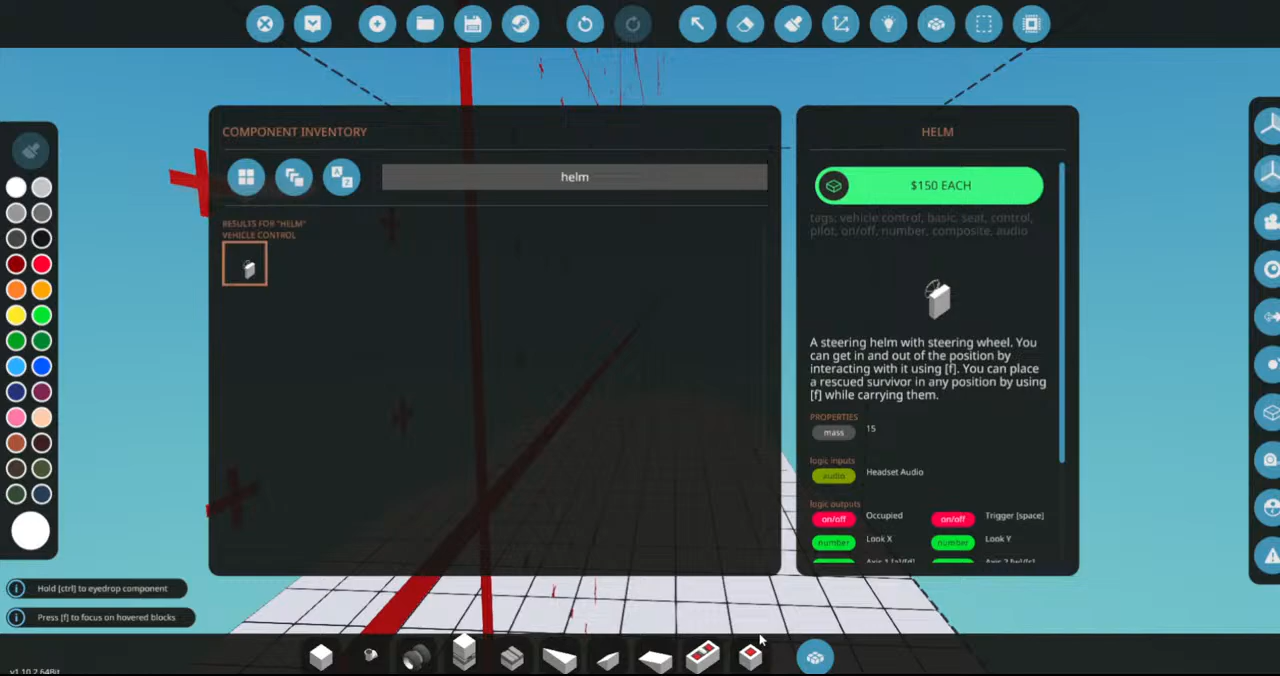 COMPONENT INVENTORY
helm
RESULTS FOR "HELM"
VEHICLE CONTROL
HELM
$150 EACH
tags: vehicle control, basic, seat, control,
pilot, on/off, number, composite, audio
A steering helm with steering wheel. You
can get in and out of the position by
interacting with it using [f]. You can place
a rescued survivor in any position by using
[f] while carrying them.
PROPERTIES
mass 15
logic inputs
audio Headset Audio
logic outputs
on/off Occupied on/off Trigger [space]
number Look X number Look Y
Hold [ctrl] to eyedrop component
Press [f] to focus on hovered blocks